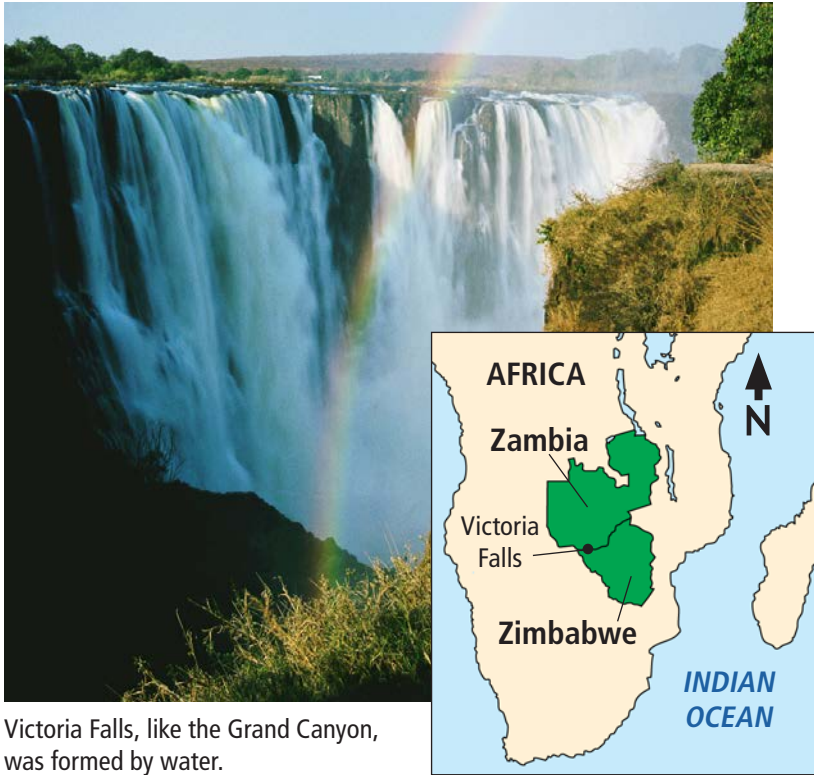 AFRICA
N
Zambia
Victoria
Falls
Zimbabwe
INDIAN
OCEAN
Victoria Falls, like the Grand Canyon,
was formed by water.